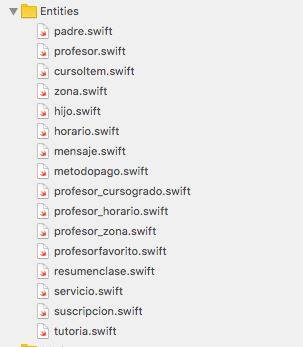 Entities
padre.swift
profesor.swift
cursoItem.swift
zona.swift
hijo.swift
horario.swift
mensaje.swift
metodopago.swift
profesor_cursogrado.swift
profesor_horario.swift
profesor_zona.swift
profesorfavorito.swift
resumenclase.swift
servicio.swift
suscripcion.swift
tutoria.swift